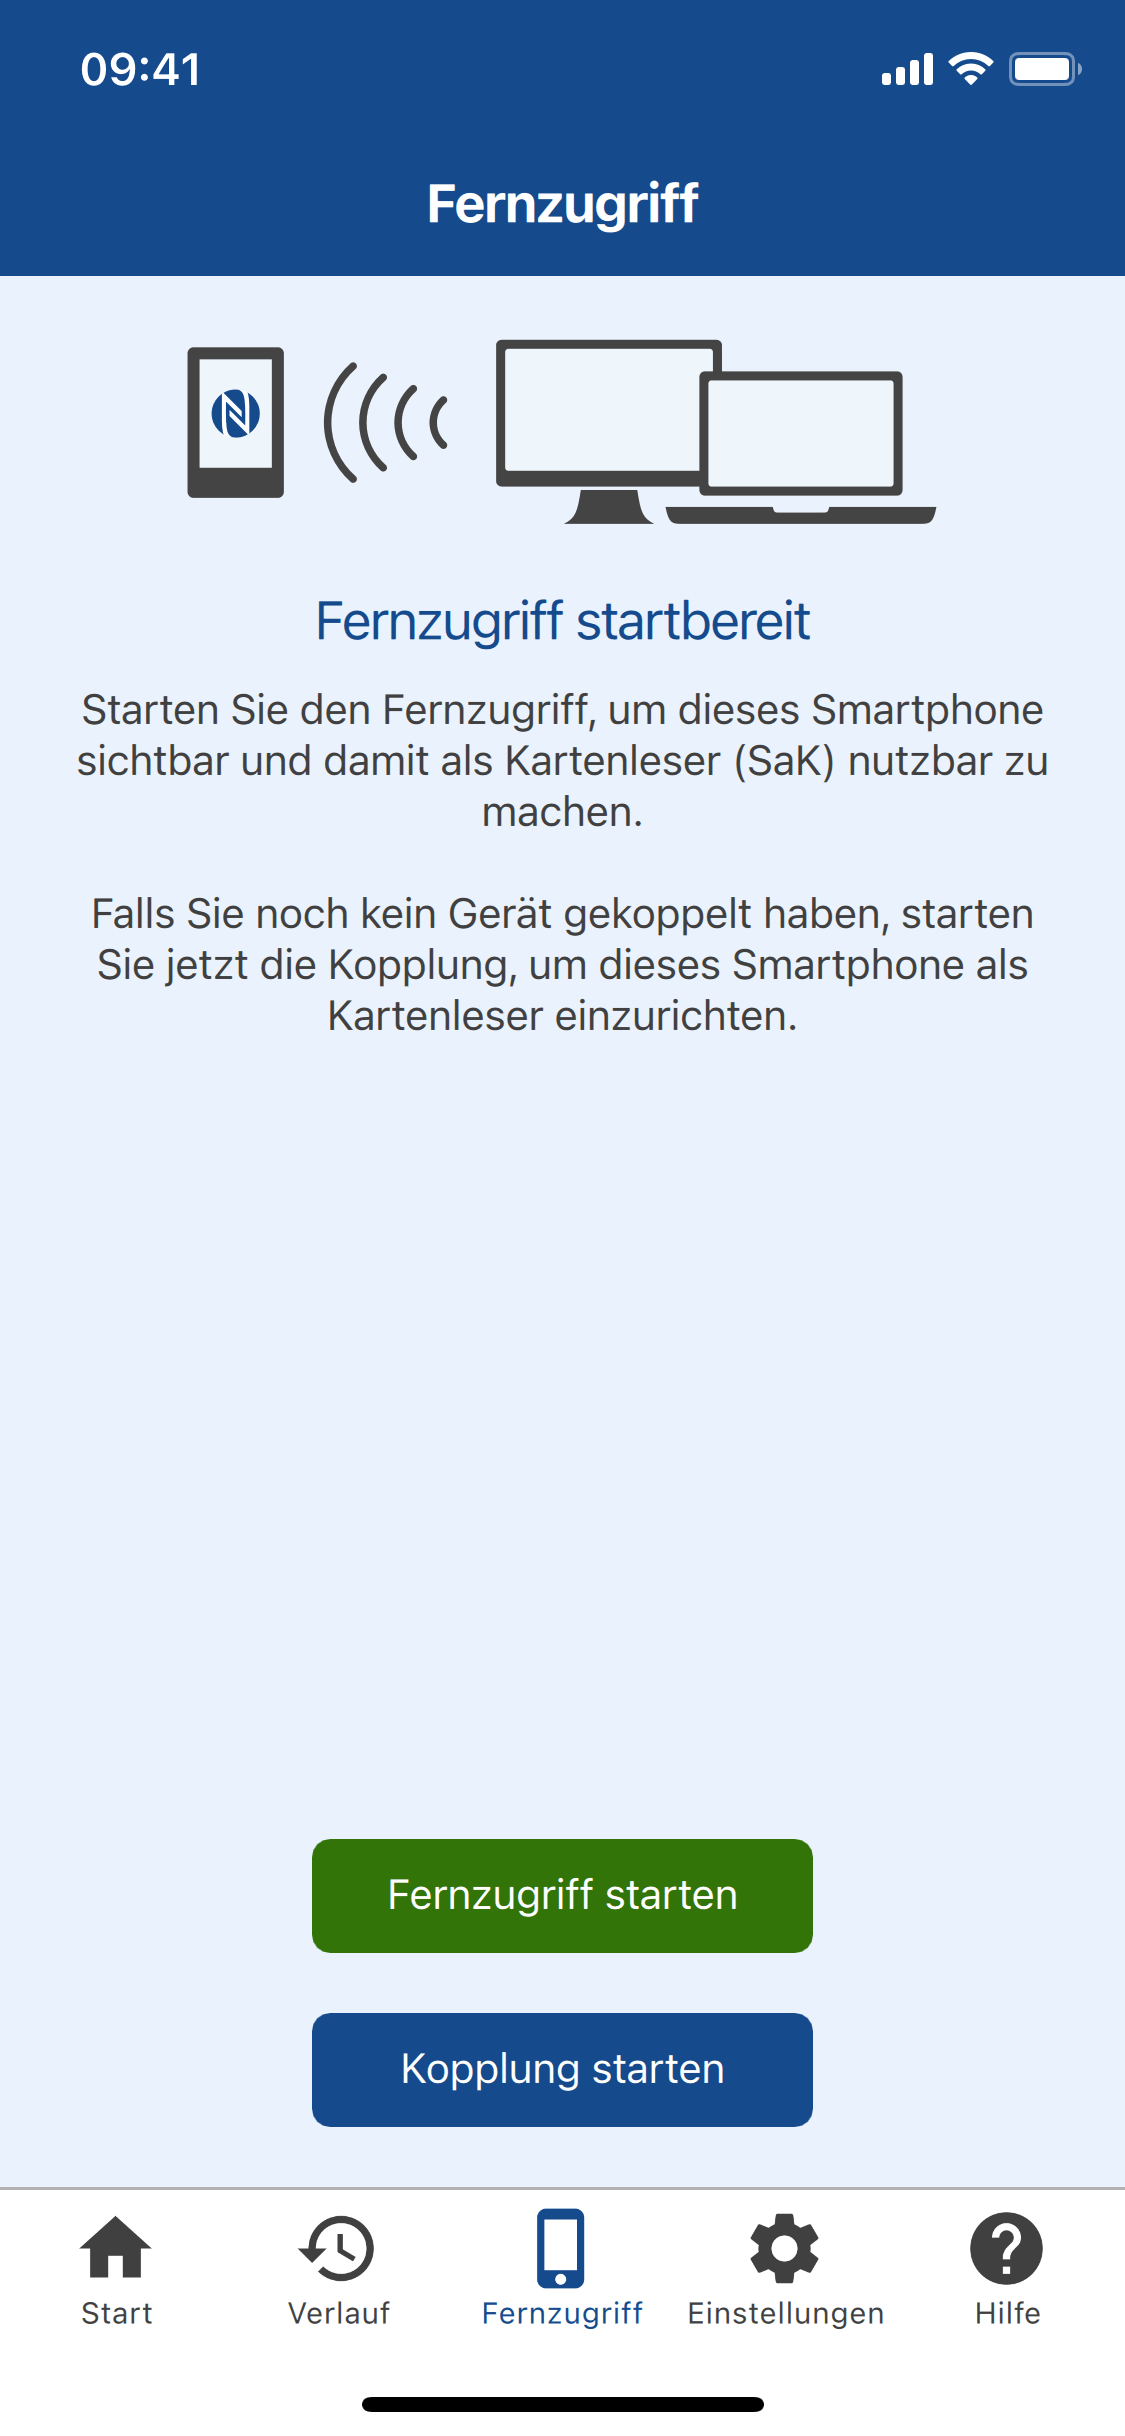 09:41
Fernzugriff
Fernzugriff startbereit
Starten Sie den Fernzugriff, um dieses Smartphone
sichtbar und damit als Kartenleser (SaK) nutzbar zu
machen.
Falls Sie noch kein Gerät gekoppelt haben, starten
Sie jetzt die Kopplung, um dieses Smartphone als
Kartenleser einzurichten.
Fernzugriff starten
Kopplung starten
Start
Verlauf
Fernzugriff
Einstellungen
Hilfe